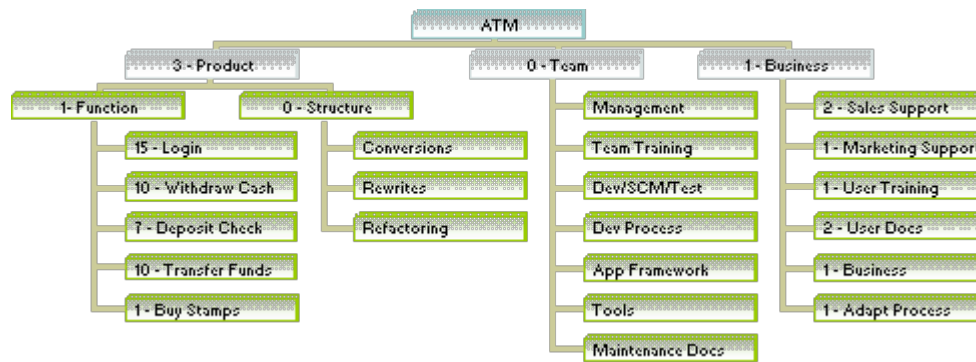 ATM
3 - Product
0 - Team
1 - Business
1- Function
0 - Structure
15 - Login
10 - Withdraw Cash
7 - Deposit Check
10 - Transfer Funds
1 - Buy Stamps
Conversions
Rewrites
Refactoring
Management
Team Training
Dev/SCM/Test
Dev Process
App Framework
Tools
Maintenance Docs
2 - Sales Support
1 - Marketing Support
1 - User Training
2 - User Docs
1 - Business
1 - Adapt Process